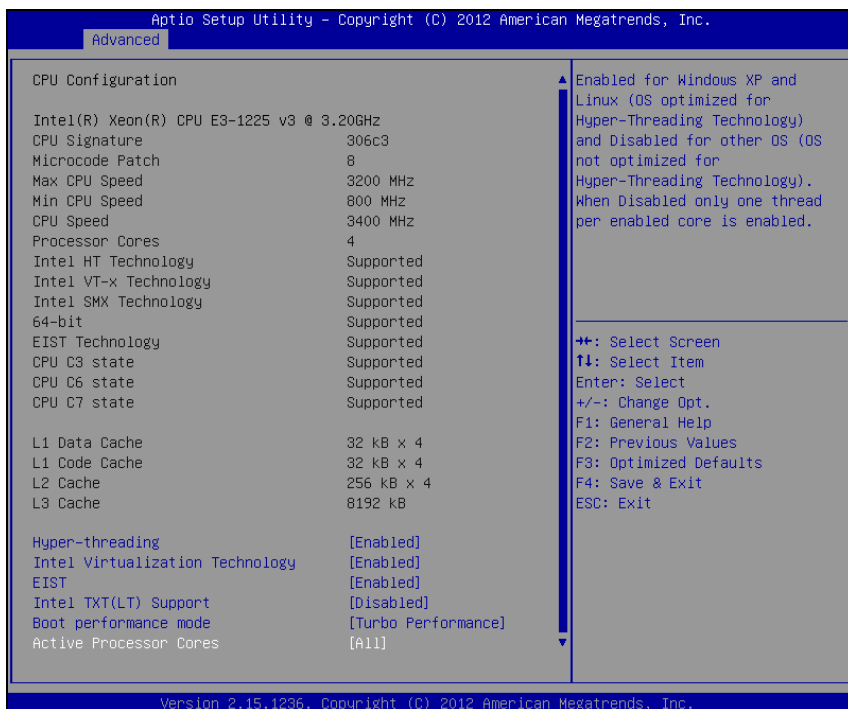 Aptio Setup Utility - Copyright (C) 2012 American Megatrends, Inc.
Advanced
CPU Configuration
Intel(R) Xeon(R) CPU E3-1225 v3 @ 3.20GHz
CPU Signature 306c3
Microcode Patch 8
Max CPU Speed 3200 MHz
Min CPU Speed 800 MHz
CPU Speed 3400 MHz
Processor Cores 4
Intel HT Technology Supported
Intel VT-x Technology Supported
Intel SMX Technology Supported
64-bit Supported
EIST Technology Supported
CPU C3 state Supported
CPU C6 state Supported
CPU C7 state Supported
L1 Data Cache 32 kB x 4
L1 Code Cache 32 kB x 4
L2 Cache 256 kB x 4
L3 Cache 8192 kB
Hyper-threading [Enabled]
Intel Virtualization Technology [Enabled]
EIST [Enabled]
Intel TXT(LT) Support [Disabled]
Boot performance mode [Turbo Performance]
Active Processor Cores [All]
Enabled for Windows XP and
Linux (OS optimized for
Hyper-Threading Technology)
and Disabled for other OS (OS
not optimized for
Hyper-Threading Technology).
When Disabled only one thread
per enabled core is enabled.
→←: Select Screen
↑↓: Select Item
Enter: Select
+/-: Change Opt.
F1: General Help
F2: Previous Values
F3: Optimized Defaults
F4: Save & Exit
ESC: Exit
Version 2.15.1236. Copyright (C) 2012 American Megatrends, Inc.